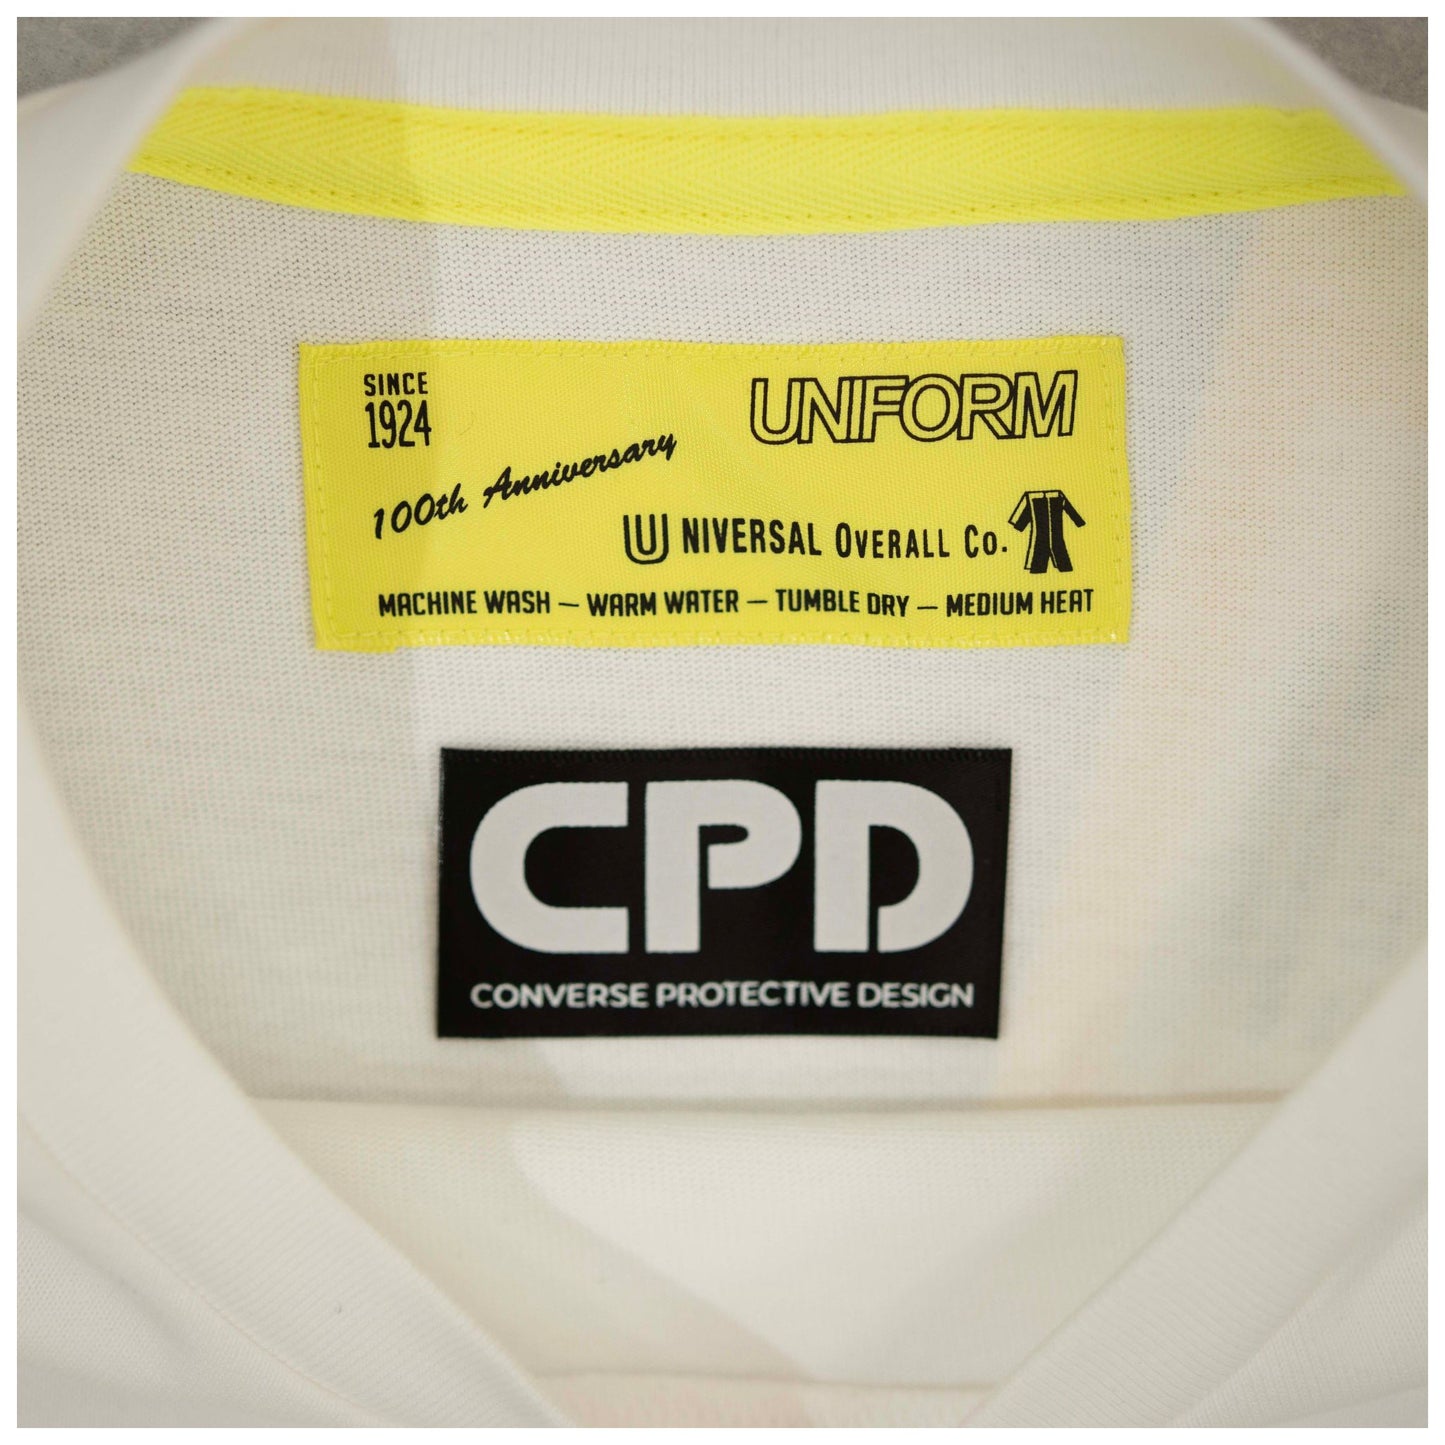 SINCE
1924
UNIFORM
100th Anniversary
UNIVERSAL OVERALL CO.
MACHINE WASH — WARM WATER — TUMBLE DRY — MEDIUM HEAT
CPD
CONVERSE PROTECTIVE DESIGN